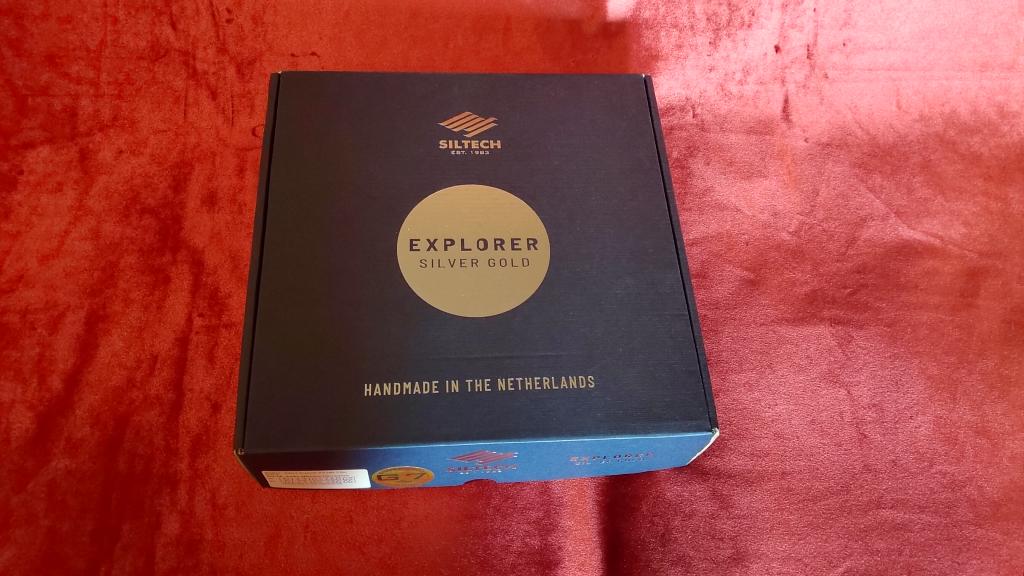 SILTECH
EST. 1983
EXPLORER
SILVER GOLD
HANDMADE IN THE NETHERLANDS
G7
SILTECH
EXPLORER